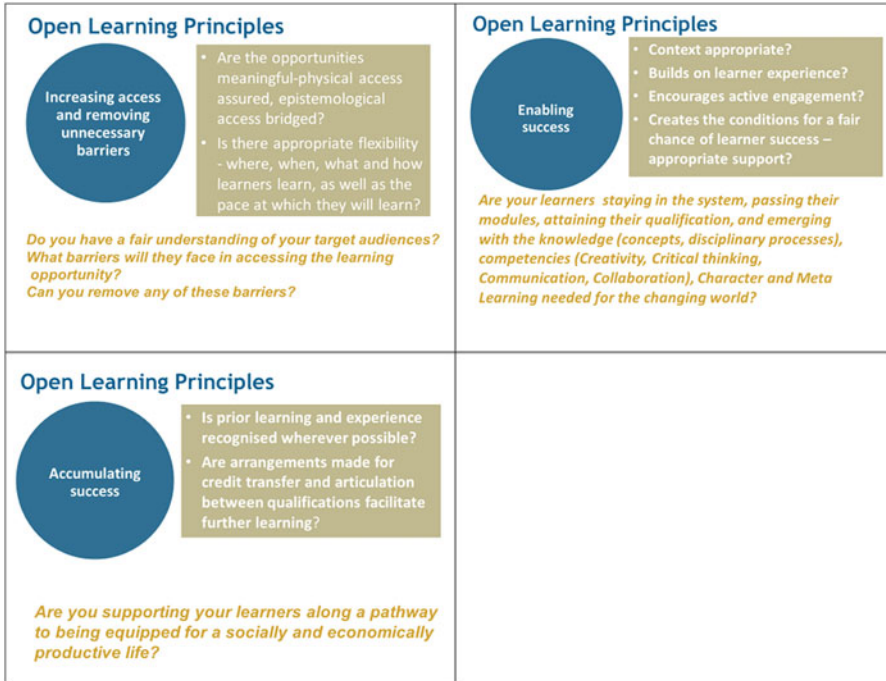 Open Learning Principles
Increasing access
and removing
unnecessary
barriers
• Are the opportunities
meaningful-physical access
assured, epistemological
access bridged?
• Is there appropriate flexibility
- where, when, what and how
learners learn, as well as the
pace at which they will learn?
Do you have a fair understanding of your target audiences?
What barriers will they face in accessing the learning
opportunity?
Can you remove any of these barriers?
Open Learning Principles
Enabling
success
• Context appropriate?
• Builds on learner experience?
• Encourages active engagement?
• Creates the conditions for a fair
chance of learner success –
appropriate support?
Are your learners staying in the system, passing their
modules, attaining their qualification, and emerging
with the knowledge (concepts, disciplinary processes),
competencies (Creativity, Critical thinking,
Communication, Collaboration), Character and Meta
Learning needed for the changing world?
Open Learning Principles
Accumulating
success
• Is prior learning and experience
recognised wherever possible?
• Are arrangements made for
credit transfer and articulation
between qualifications facilitate
further learning?
Are you supporting your learners along a pathway
to being equipped for a socially and economically
productive life?